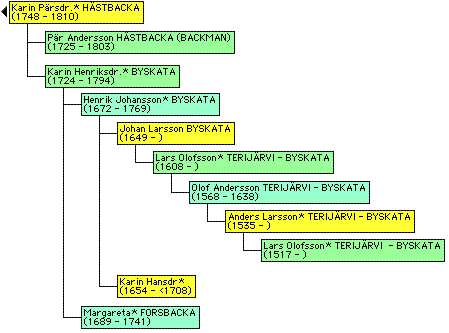 Karin Pärsdr.* HÄSTBACKA
(1748 - 1810)
Pär Andersson HÄSTBACKA (BACKMAN)
(1725 - 1803)
Karin Henriksdr.* BYSKATA
(1724 - 1794)
Henrik Johansson* BYSKATA
(1672 - 1769)
Johan Larsson BYSKATA
(1649 - )
Lars Olofsson* TERIJÄRVI - BYSKATA
(1608 - )
Olof Andersson TERIJÄRVI - BYSKATA
(1568 - 1638)
Anders Larsson* TERIJÄRVI - BYSKATA
(1535 - )
Lars Olofsson* TERIJÄRVI - BYSKATA
(1517 - )
Karin Hansdr*
(1654 - <1708)
Margareta* FORSBACKA
(1689 - 1741)